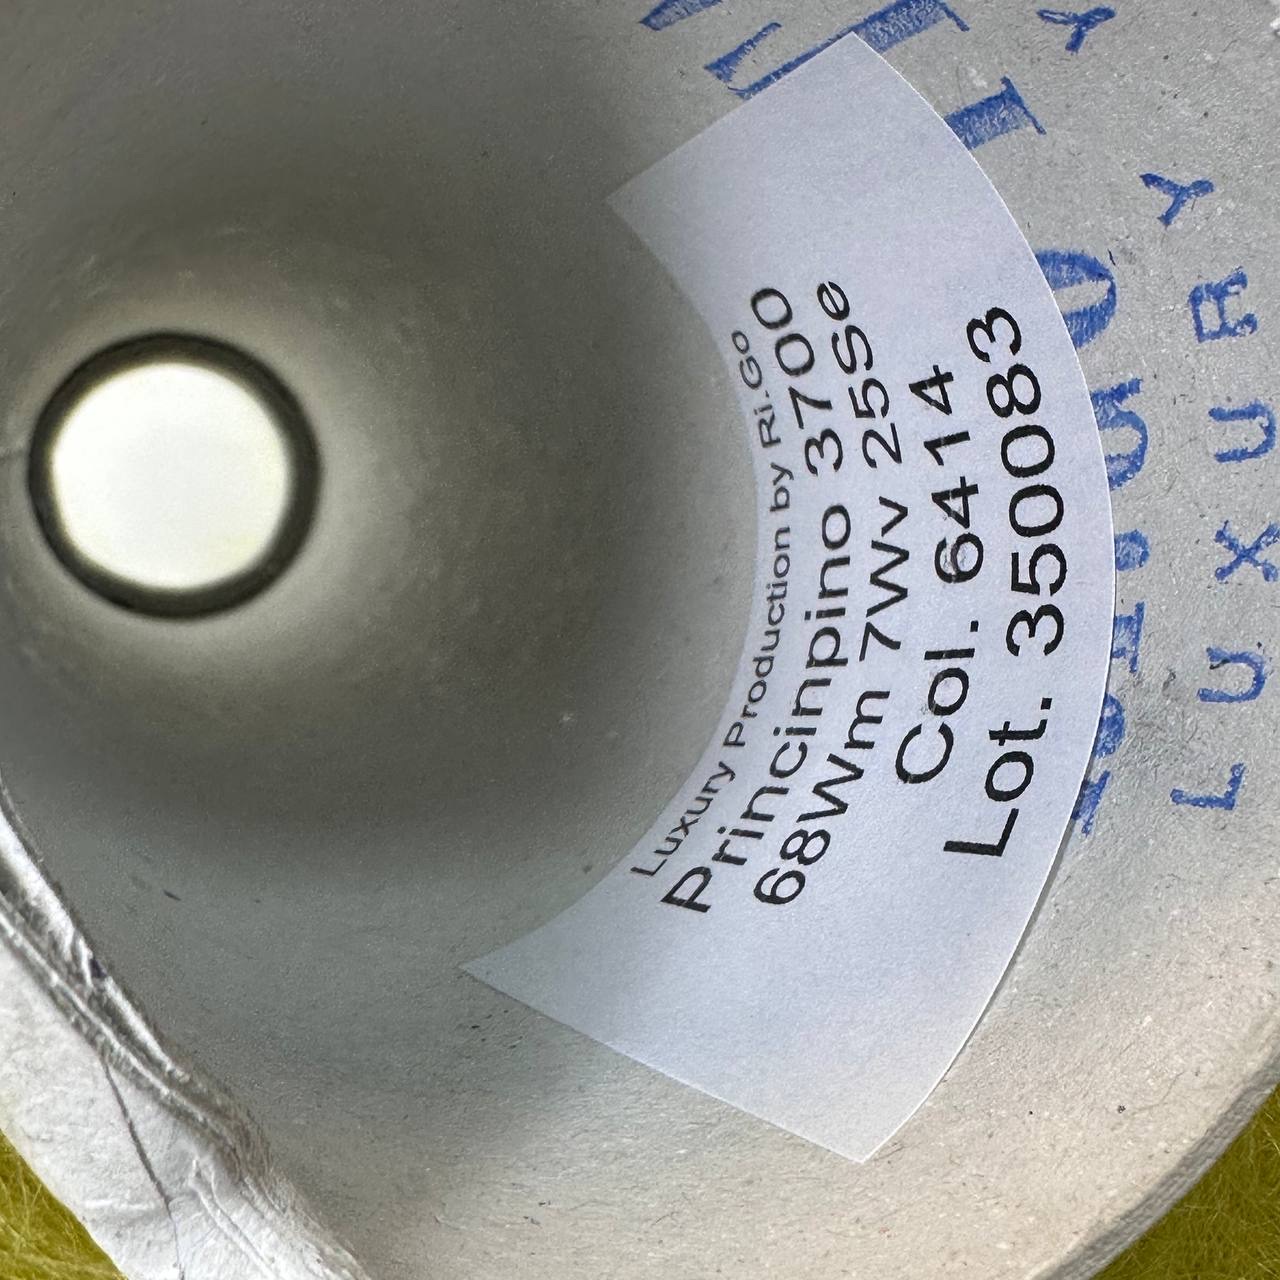 Luxury Production by Ri.Go
Princinpino 3700
68Wm 7Wv 25Se
Col. 6414
Lot. 350083
LUXURY